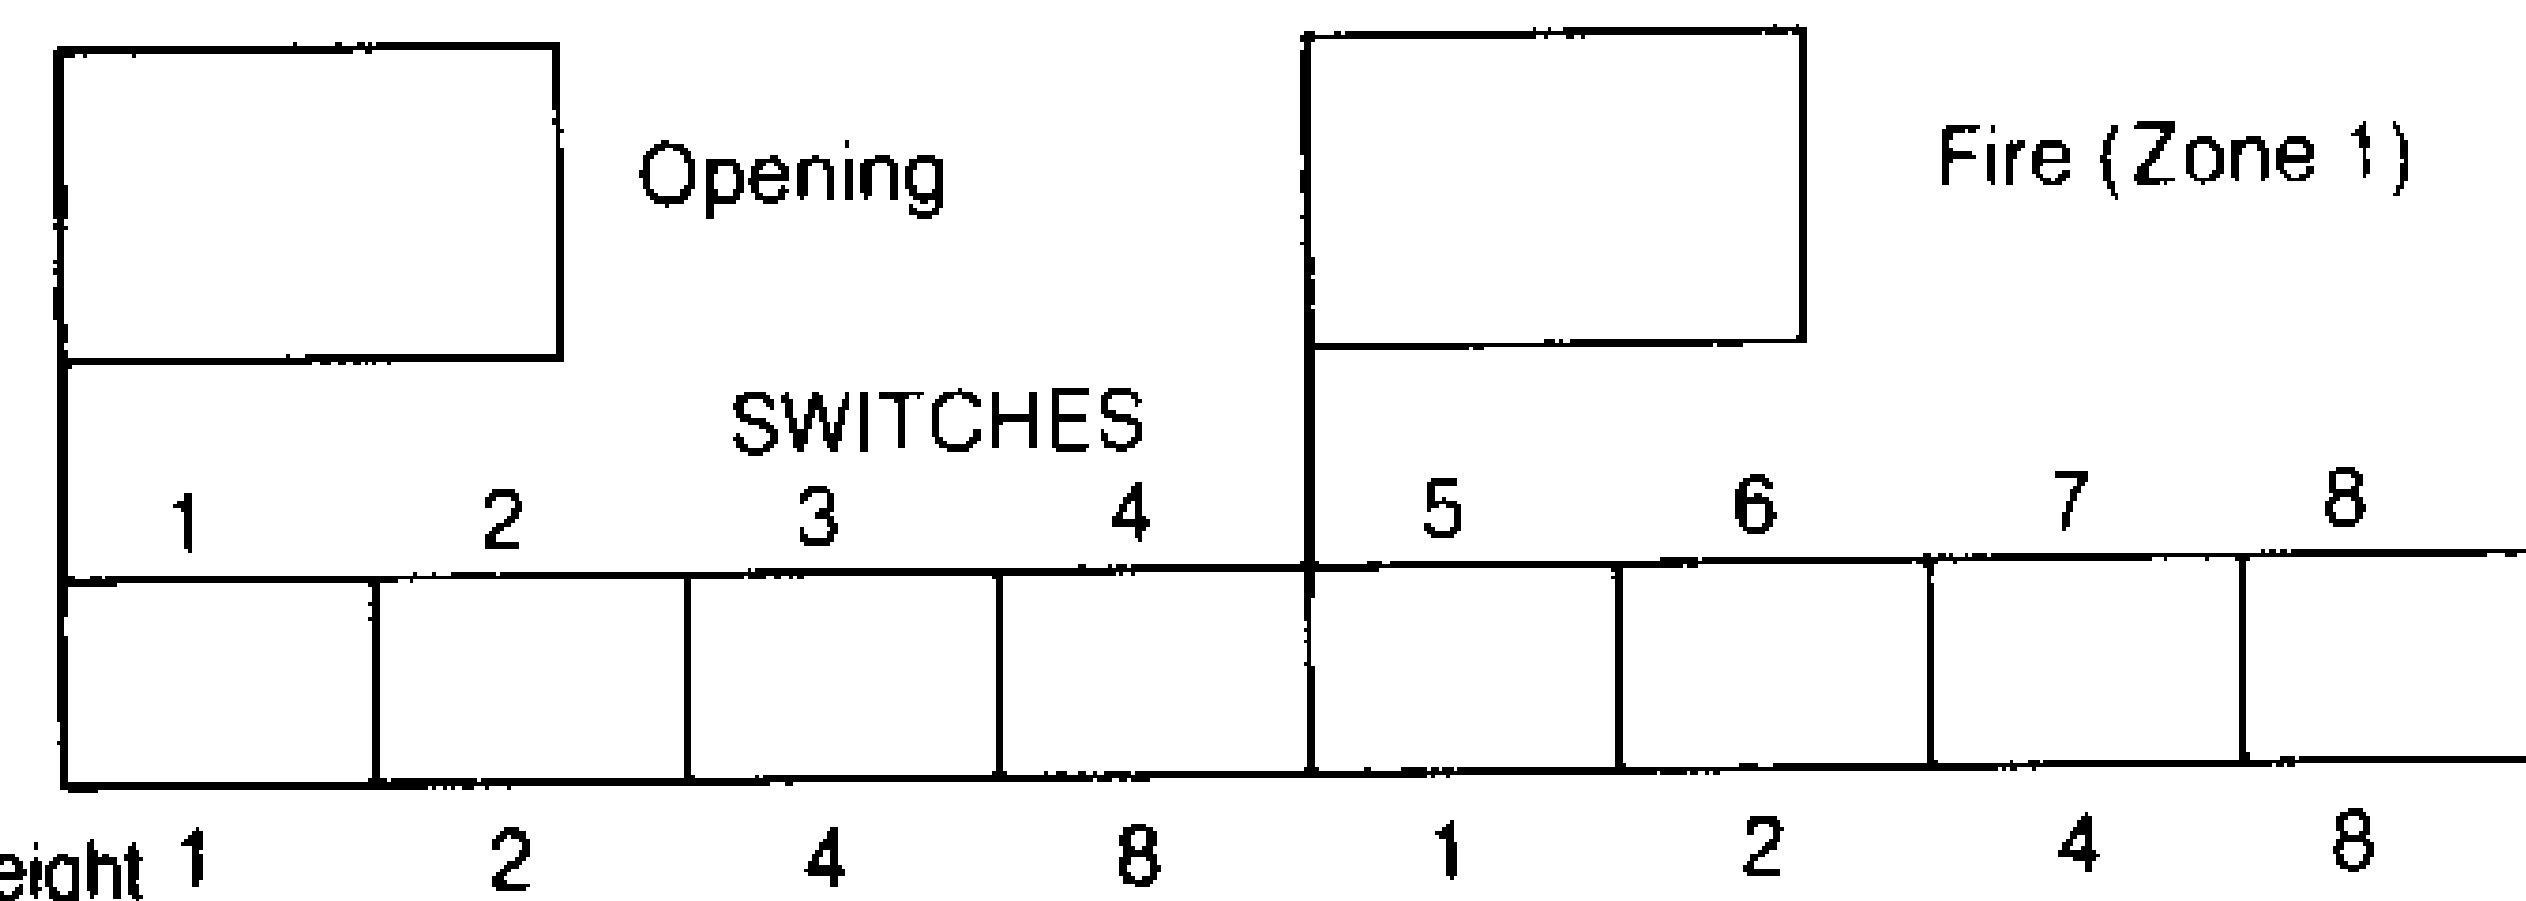 Opening
Fire (Zone 1)
SWITCHES
1 2 3 4 5 6 7 8
1 2 4 8 1 2 4 8